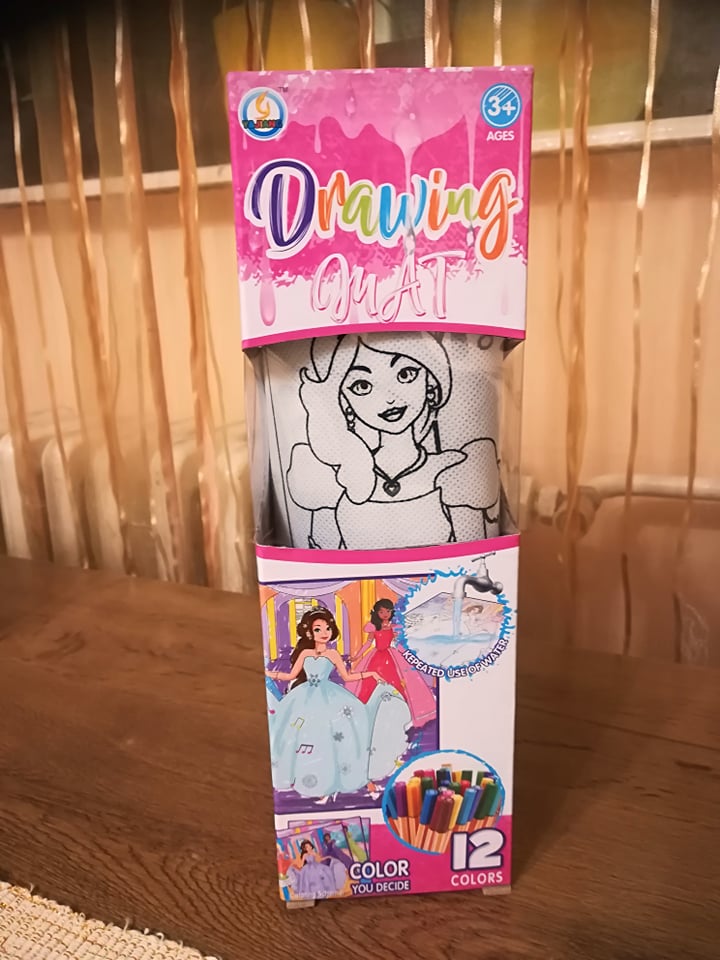 3+
AGES
Drawing
MAT
REPEATED USE OF WATER
COLOR
YOU DECIDE
12
COLORS